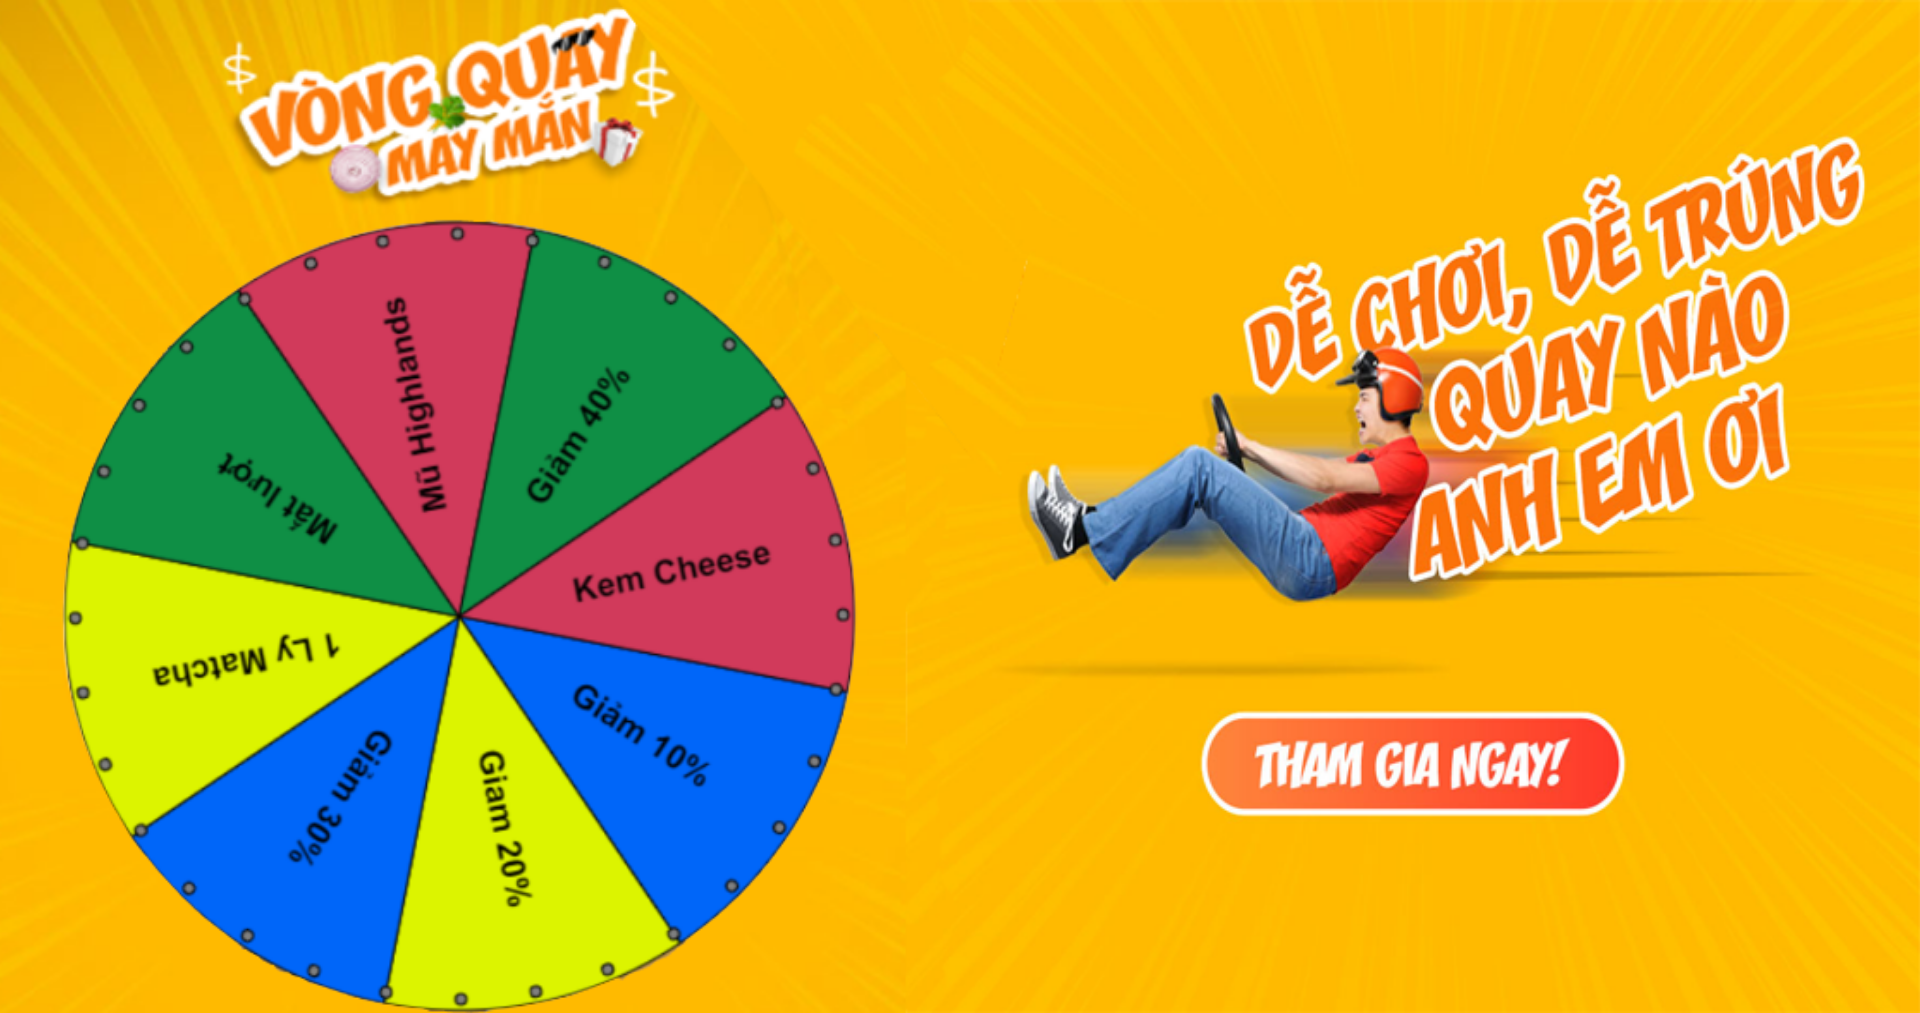 $
VÒNG QUAY
$
MAY MẮN
Mũ Highlands
Giảm 40%
Kem Cheese
Giảm 10%
Giảm 20%
Giảm 30%
1 Ly Matcha
Mất lượt
DỄ CHƠI, DỄ TRÚNG
QUAY NÀO
ANH EM ƠI
THAM GIA NGAY!